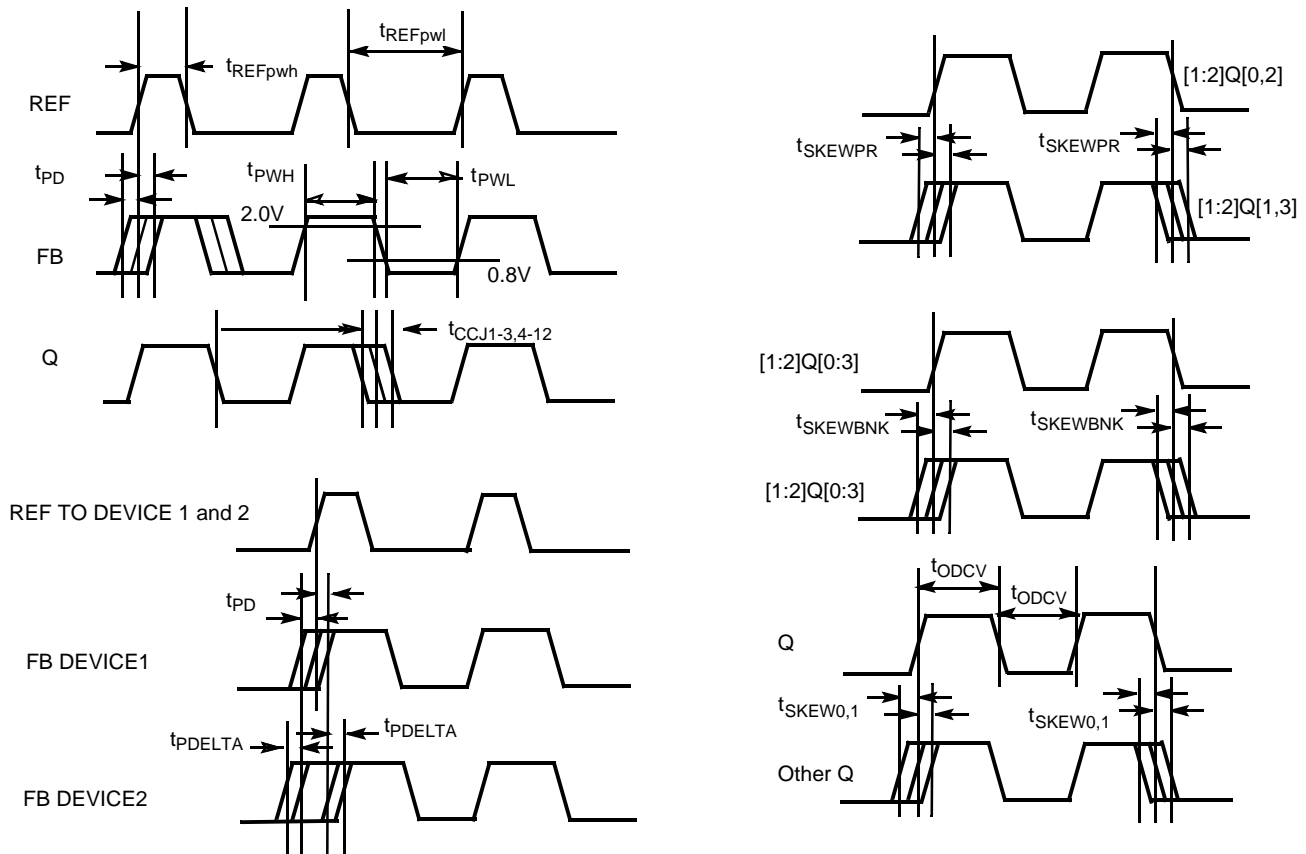 tREFpwl
tREFpwh
REF
tPD
tPWH
tPWL
2.0V
FB
0.8V
tCCJ1-3,4-12
Q
REF TO DEVICE 1 and 2
tPD
FB DEVICE1
tPDELTA
tPDELTA
FB DEVICE2
[1:2]Q[0,2]
tSKEWPR
tSKEWPR
[1:2]Q[1,3]
[1:2]Q[0:3]
tSKEWBNK
tSKEWBNK
[1:2]Q[0:3]
tODCV
tODCV
Q
tSKEW0,1
tSKEW0,1
Other Q